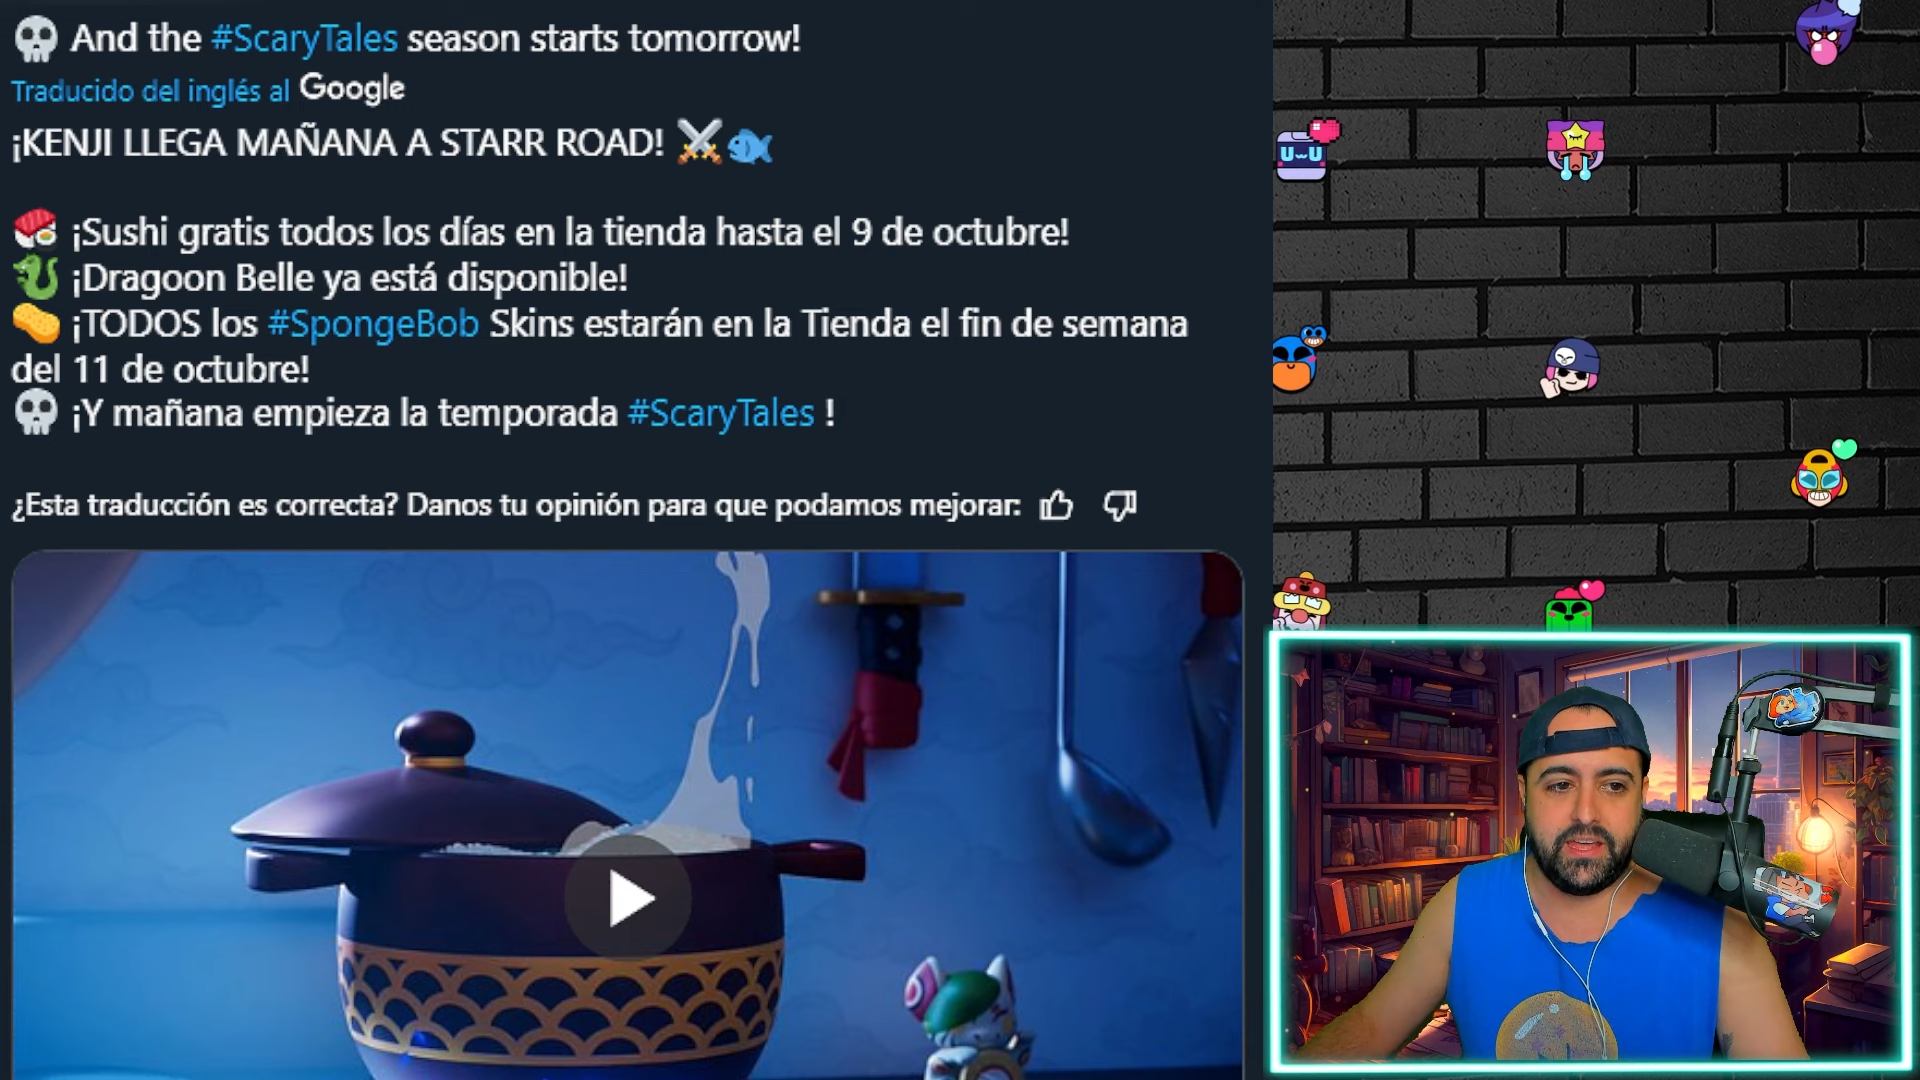 And the #ScaryTales season starts tomorrow!
Traducido del inglés al Google
¡KENJI LLEGA MAÑANA A STARR ROAD!
¡Sushi gratis todos los días en la tienda hasta el 9 de octubre!
¡Dragoon Belle ya está disponible!
¡TODOS los #SpongeBob Skins estarán en la Tienda el fin de semana
del 11 de octubre!
¡Y mañana empieza la temporada #ScaryTales !
¿Esta traducción es correcta? Danos tu opinión para que podamos mejorar: